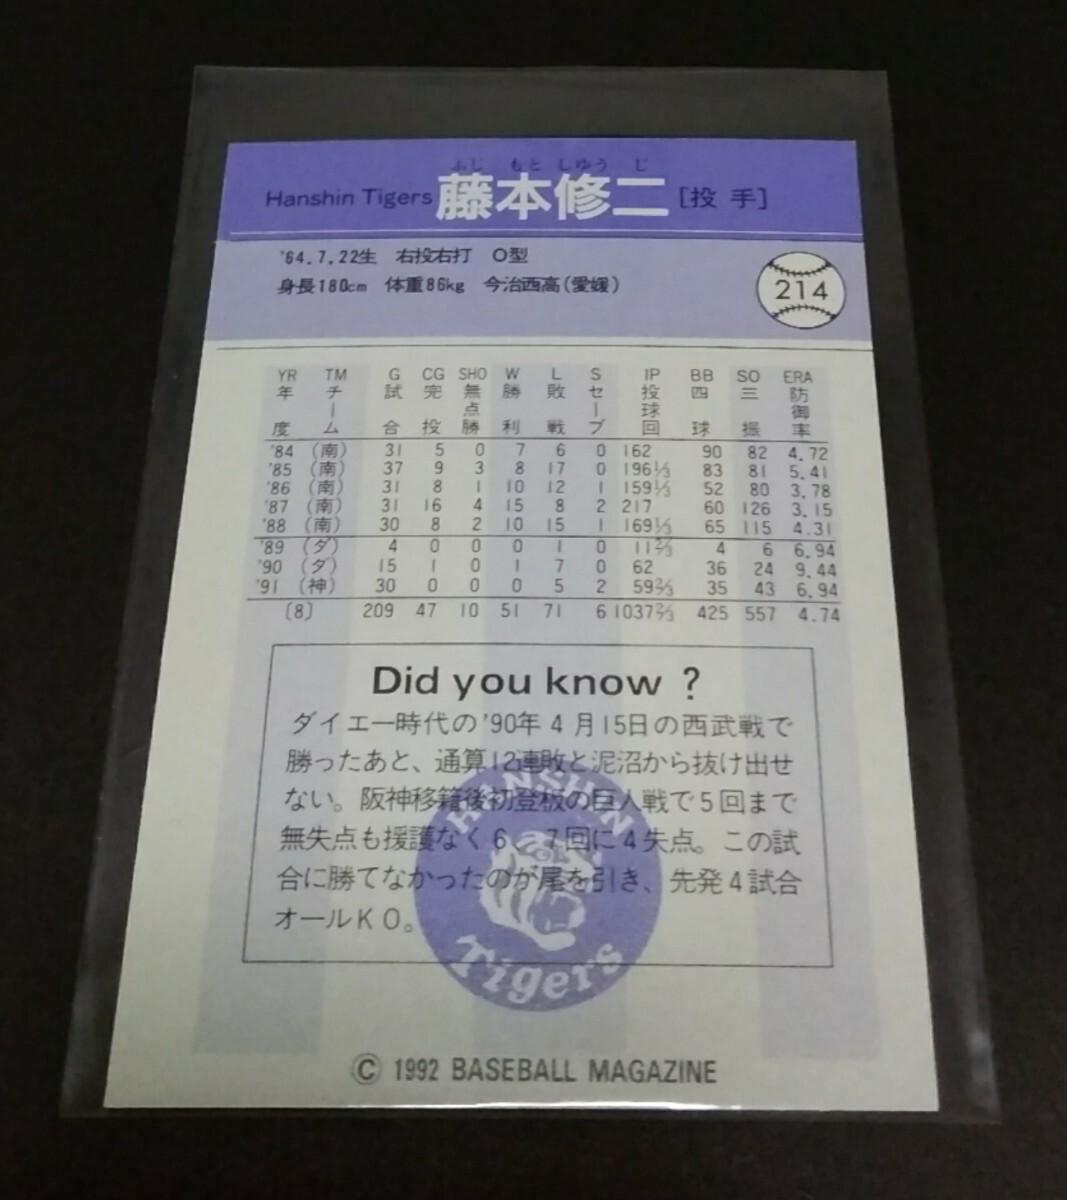 ふじ もと しゆう じ
Hanshin Tigers 藤本修二 [投 手]
'64.7.22生 右投右打 O型
身長180cm 体重86kg 今治西高(愛媛)
214
YR TM G CG SHO W L S IP BB SO ERA
年度 チーム 試合 完投 無点勝 勝利 敗戦 セーブ 投球回 四球 三振 防御率
'84 (南) 31 5 0 7 6 0 162 90 82 4.72
'85 (南) 37 9 3 8 17 0 196⅓ 83 81 5.41
'86 (南) 31 8 1 10 12 1 159⅓ 52 80 3.78
'87 (南) 31 16 4 15 8 2 217 60 126 3.15
'88 (南) 30 8 2 10 15 1 169⅓ 65 115 4.31
'89 (ダ) 4 0 0 0 1 0 11⅔ 4 6 6.94
'90 (ダ) 15 1 0 1 7 0 62 36 24 9.44
'91 (神) 30 0 0 0 5 2 59⅔ 35 43 6.94
(8) 209 47 10 51 71 6 1037⅔ 425 557 4.74
Did you know ?
ダイエー時代の'90年4月15日の西武戦で
勝ったあと、通算12連敗と泥沼から抜け出せ
ない。阪神移籍後初登板の巨人戦で5回まで
無失点も援護なく6、7回に4失点。この試
合に勝てなかったのが尾を引き、先発4試合
オールKO。
HANSHIN
Tigers
© 1992 BASEBALL MAGAZINE